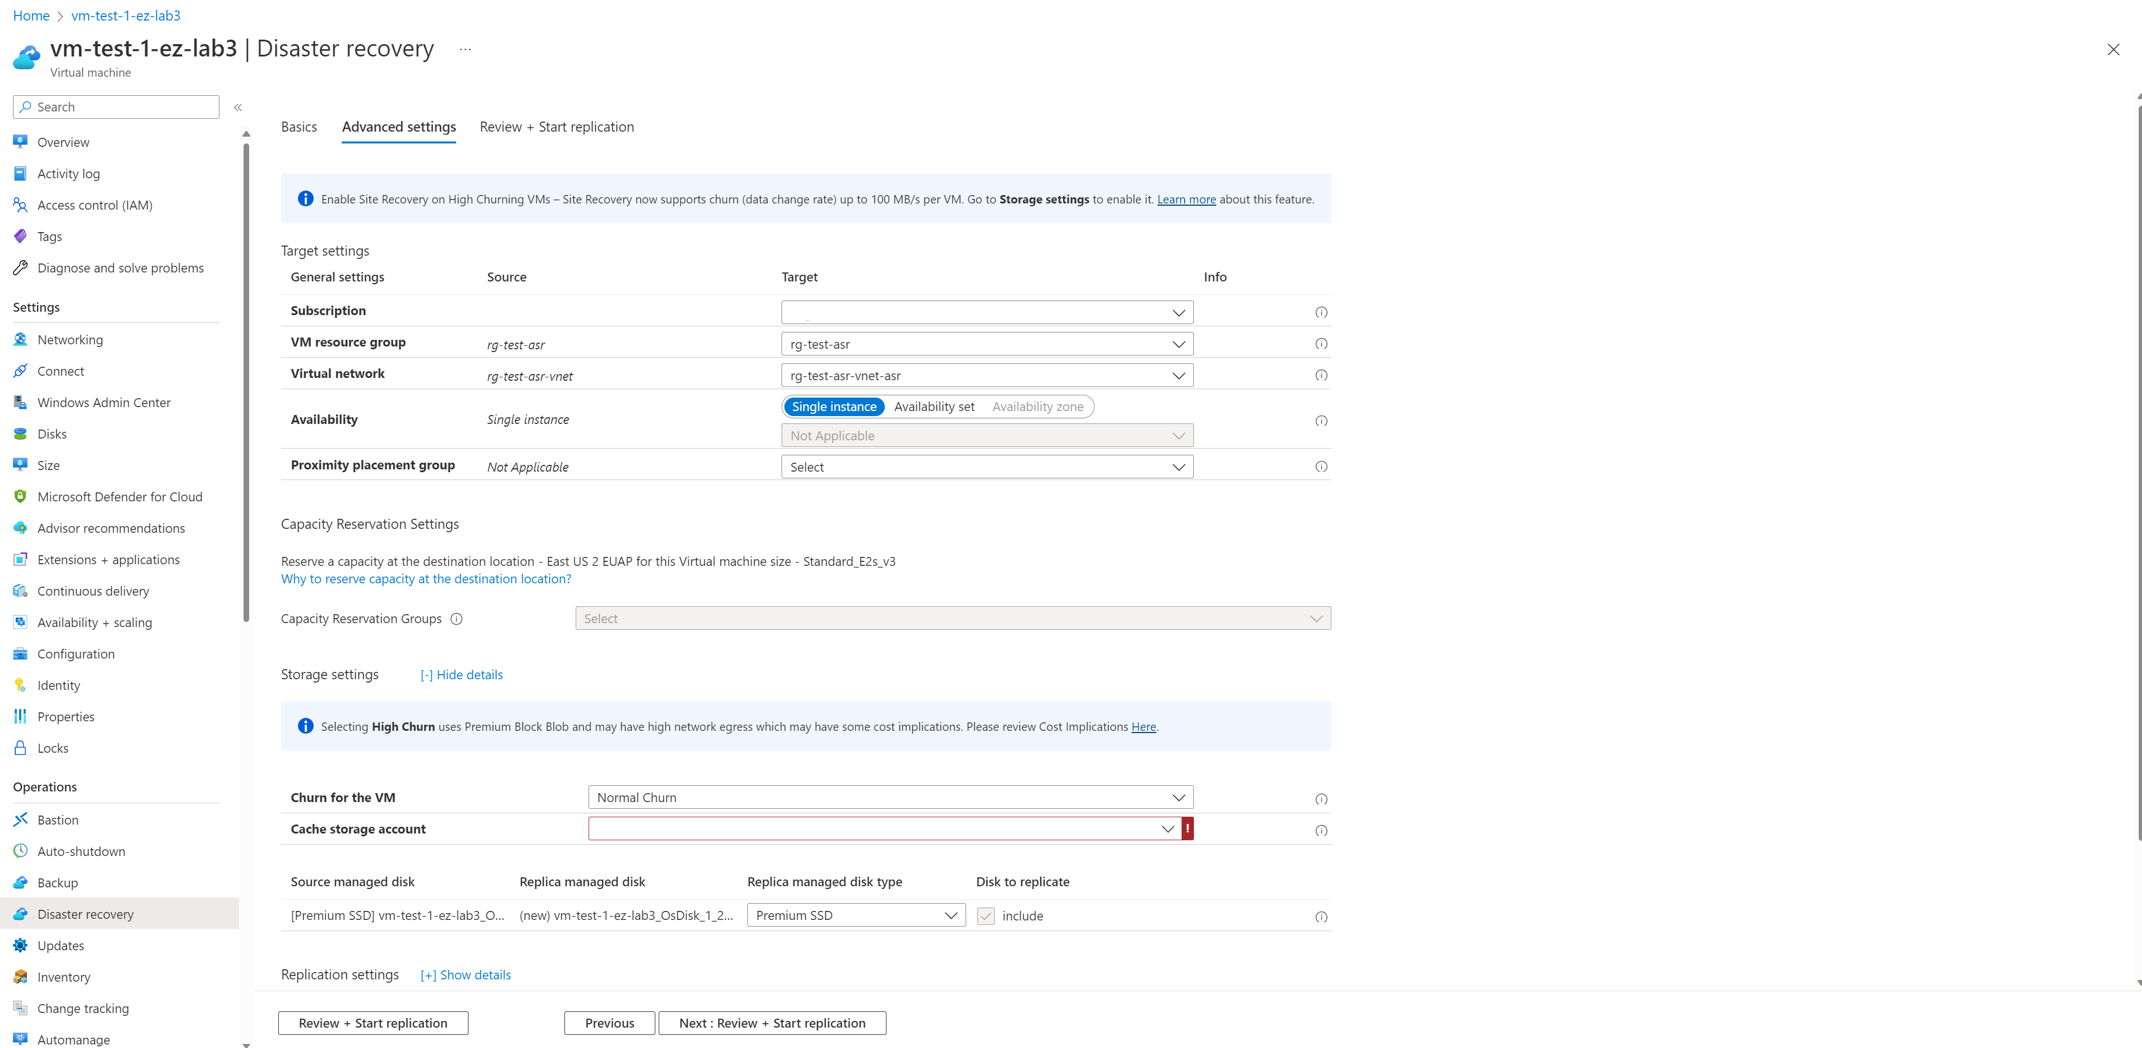 Home > vm-test-1-ez-lab3
vm-test-1-ez-lab3 | Disaster recovery ...
Virtual machine
Search
«
Overview
Activity log
Access control (IAM)
Tags
Diagnose and solve problems
Settings
Networking
Connect
Windows Admin Center
Disks
Size
Microsoft Defender for Cloud
Advisor recommendations
Extensions + applications
Continuous delivery
Availability + scaling
Configuration
Identity
Properties
Locks
Operations
Bastion
Auto-shutdown
Backup
Disaster recovery
Updates
Inventory
Change tracking
Automanage
Basics Advanced settings Review + Start replication
Enable Site Recovery on High Churning VMs – Site Recovery now supports churn (data change rate) up to 100 MB/s per VM. Go to Storage settings to enable it. Learn more about this feature.
Target settings
General settings Source Target Info
Subscription
VM resource group rg-test-asr rg-test-asr
Virtual network rg-test-asr-vnet rg-test-asr-vnet-asr
Availability Single instance Single instance Availability set Availability zone
Not Applicable
Proximity placement group Not Applicable Select
Capacity Reservation Settings
Reserve a capacity at the destination location - East US 2 EUAP for this Virtual machine size - Standard_E2s_v3
Why to reserve capacity at the destination location?
Capacity Reservation Groups Select
Storage settings [-] Hide details
Selecting High Churn uses Premium Block Blob and may have high network egress which may have some cost implications. Please review Cost Implications Here.
Churn for the VM Normal Churn
Cache storage account !
Source managed disk Replica managed disk Replica managed disk type Disk to replicate
[Premium SSD] vm-test-1-ez-lab3_O... (new) vm-test-1-ez-lab3_OsDisk_1_2... Premium SSD include
Replication settings [+] Show details
Review + Start replication Previous Next : Review + Start replication